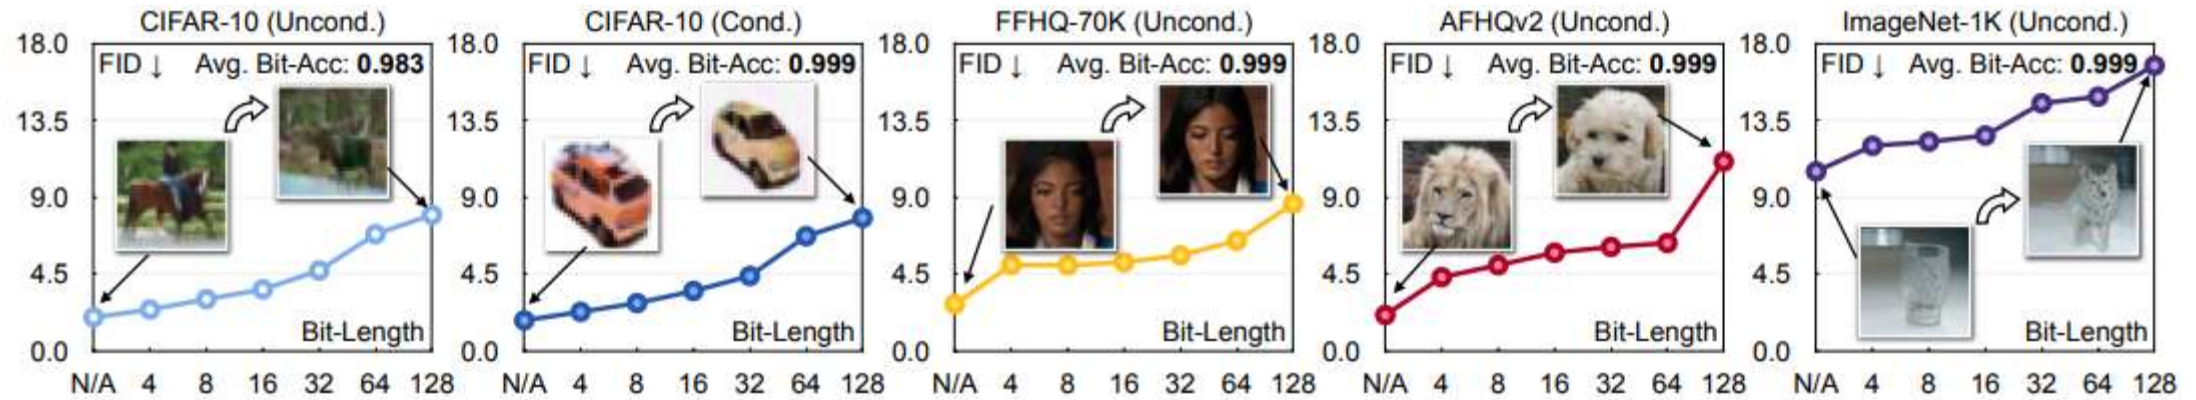 CIFAR-10 (Uncond.)
18.0
FID ↓ Avg. Bit-Acc: 0.983
13.5
9.0
4.5
Bit-Length
0.0
N/A 4 8 16 32 64 128
CIFAR-10 (Cond.)
18.0
FID ↓ Avg. Bit-Acc: 0.999
13.5
9.0
4.5
Bit-Length
0.0
N/A 4 8 16 32 64 128
FFHQ-70K (Uncond.)
18.0
FID ↓ Avg. Bit-Acc: 0.999
13.5
9.0
4.5
Bit-Length
0.0
N/A 4 8 16 32 64 128
AFHQv2 (Uncond.)
18.0
FID ↓ Avg. Bit-Acc: 0.999
13.5
9.0
4.5
Bit-Length
0.0
N/A 4 8 16 32 64 128
ImageNet-1K (Uncond.)
18.0
FID ↓ Avg. Bit-Acc: 0.999
13.5
9.0
4.5
Bit-Length
0.0
N/A 4 8 16 32 64 128